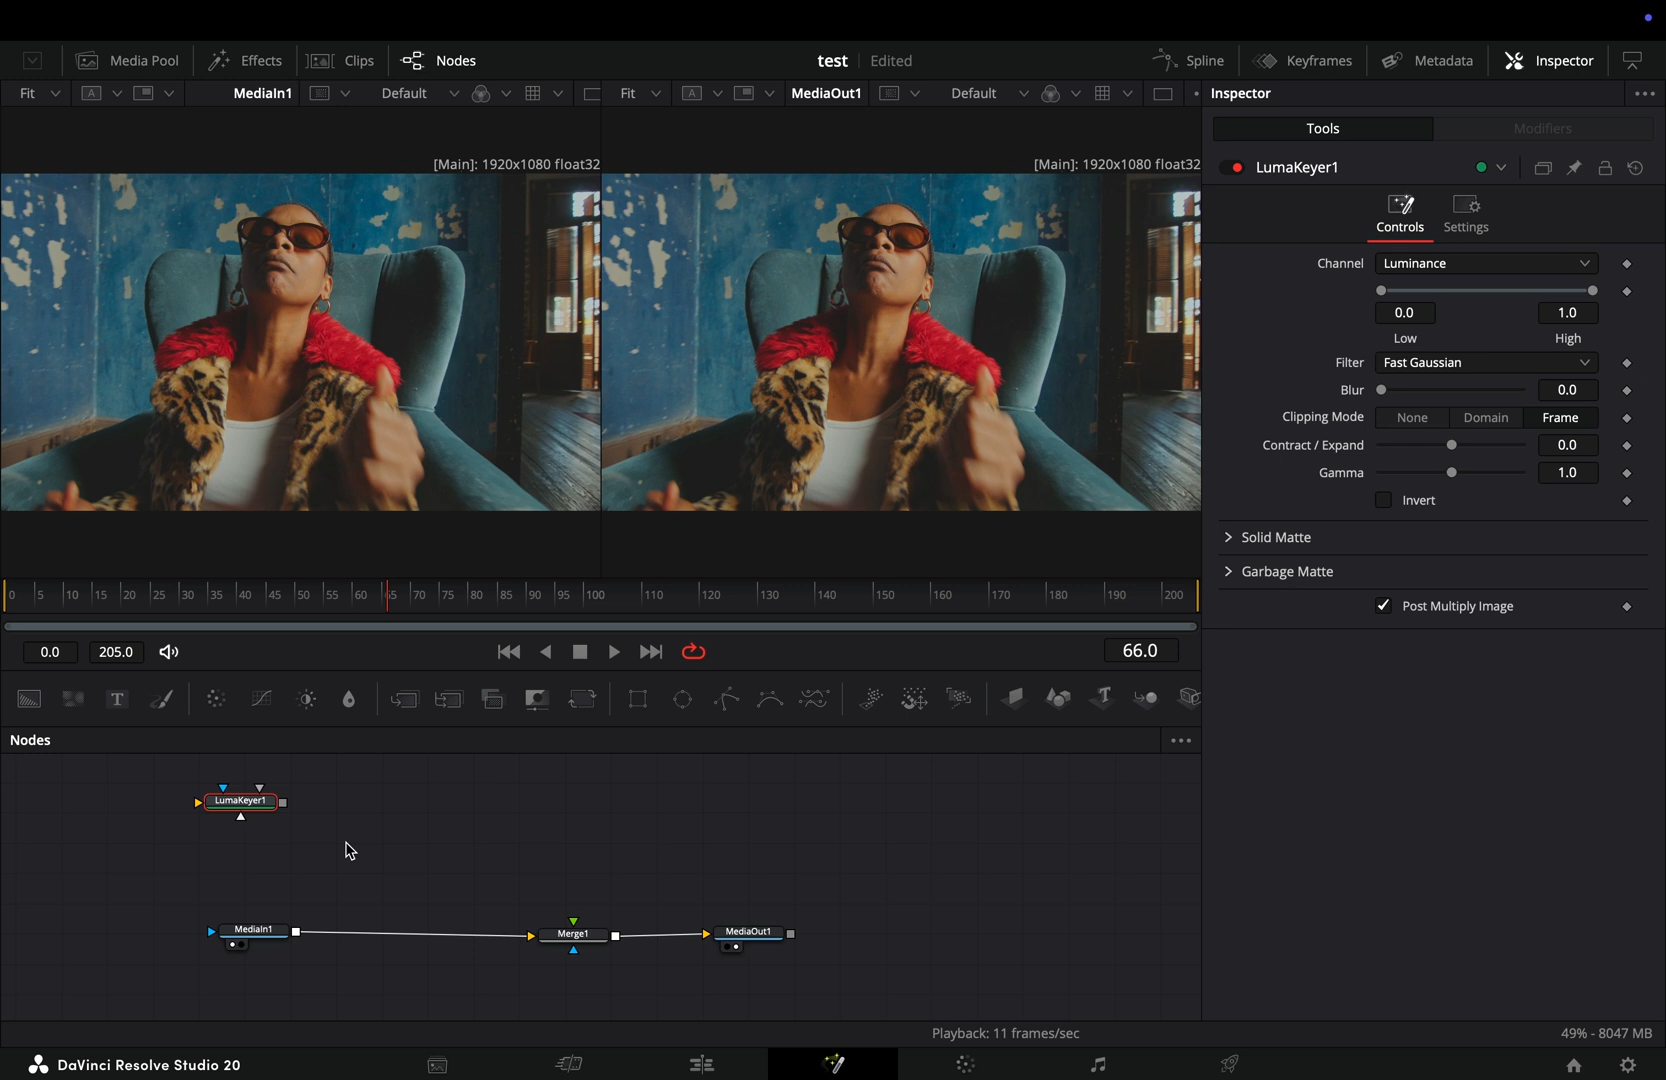 Media Pool Effects Clips Nodes test Edited Spline Keyframes Metadata Inspector
Fit A MediaIn1 Default Fit A MediaOut1 Default Inspector
Tools Modifiers
[Main]: 1920x1080 float32 [Main]: 1920x1080 float32
LumaKeyer1
Controls Settings
Channel Luminance
0.0 1.0
Low High
Filter Fast Gaussian
Blur 0.0
Clipping Mode None Domain Frame
Contract / Expand 0.0
Gamma 1.0
Invert
Solid Matte
Garbage Matte
Post Multiply Image
0 5 10 15 20 25 30 35 40 45 50 55 60 65 70 75 80 85 90 95 100 110 120 130 140 150 160 170 180 190 200
0.0 205.0 66.0
T
Nodes
LumaKeyer1
MediaIn1 Merge1 MediaOut1
Playback: 11 frames/sec 49% - 8047 MB
DaVinci Resolve Studio 20